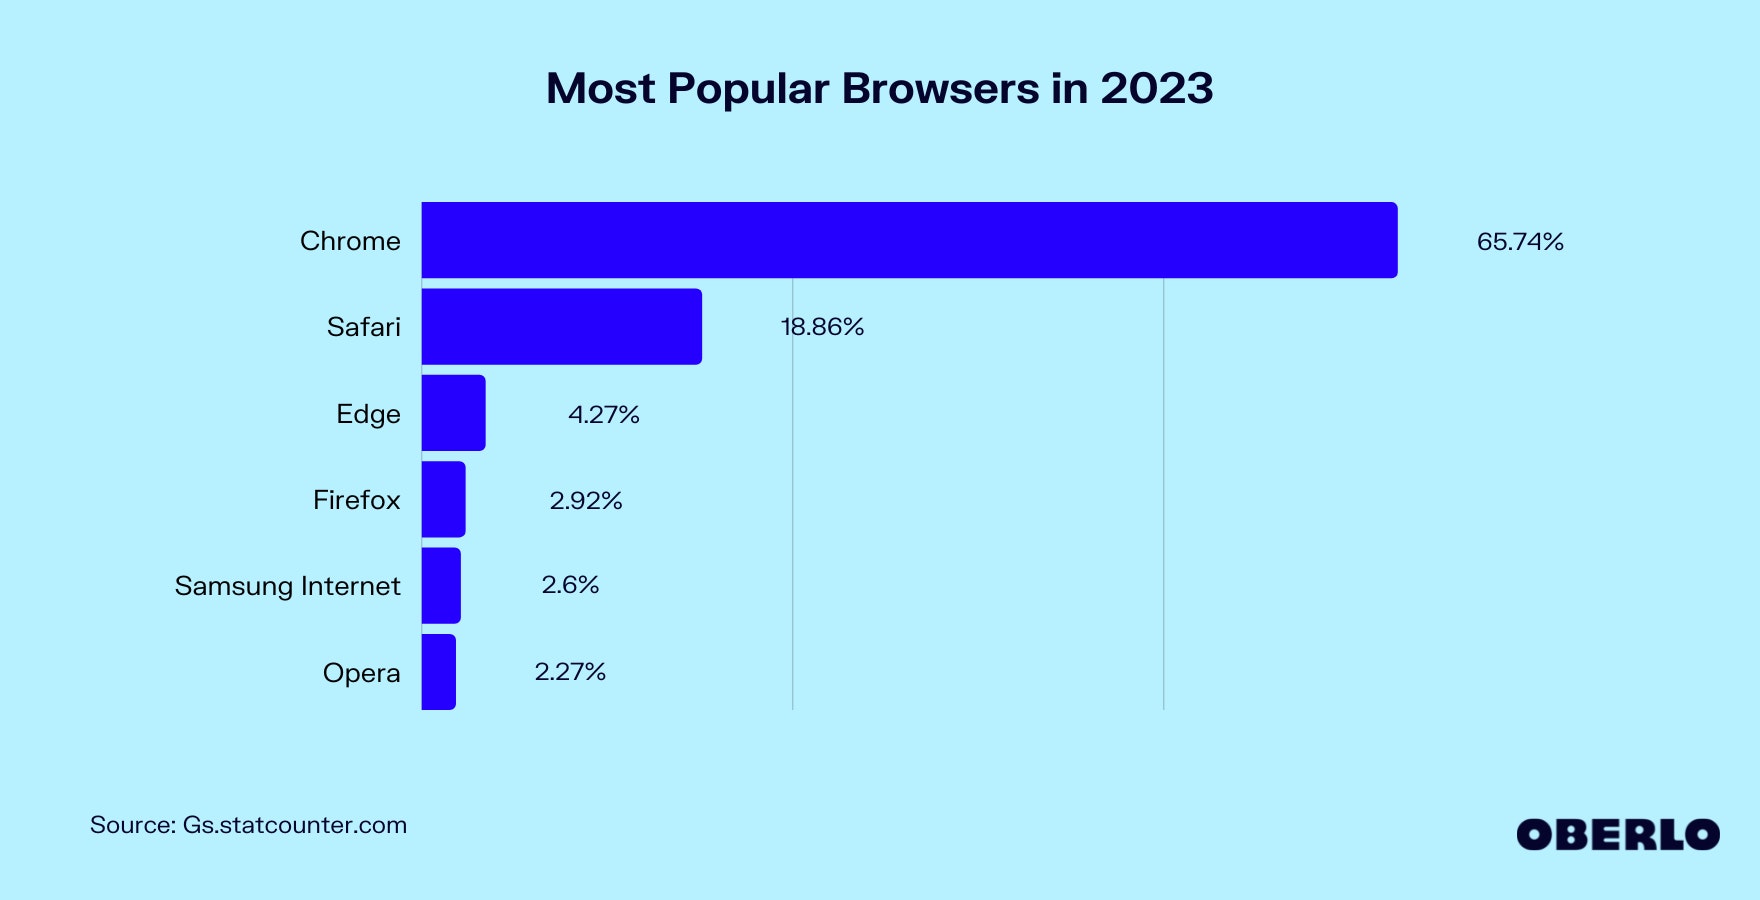 Most Popular Browsers in 2023
Chrome 65.74%
Safari 18.86%
Edge 4.27%
Firefox 2.92%
Samsung Internet 2.6%
Opera 2.27%
Source: Gs.statcounter.com
OBERLO